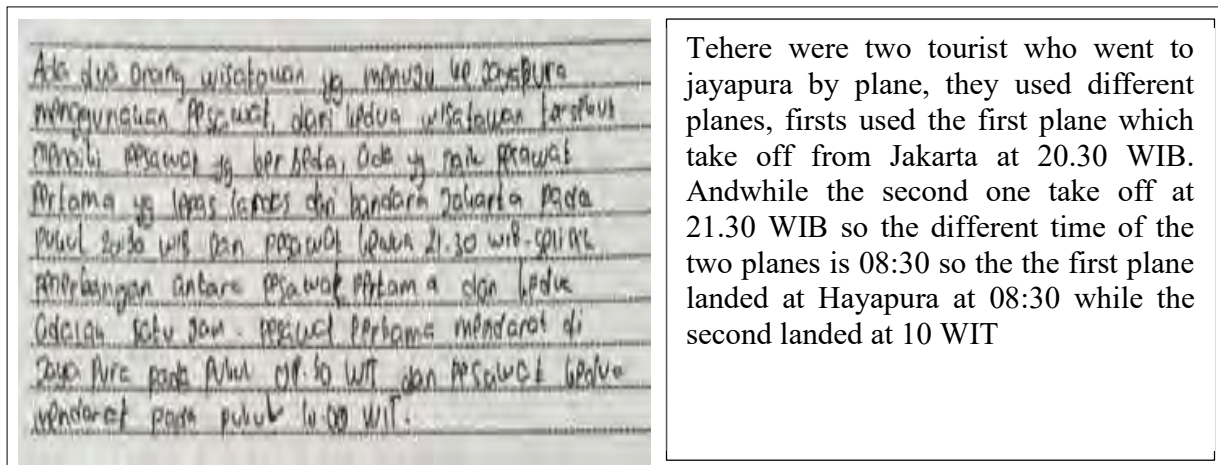 Ada dua orang wisatawan yg menuju ke Jayapura
menggunakan pesawat, dari kedua wisatawan tersebut
menaiki pesawat yg berbeda, Ada yg naik pesawat
Pertama yg lepas landas dari bandara Jakarta pada
pukul 20.30 WIB Dan pesawat kedua 21.30 WIB. selisih
penerbangan antara pesawat Pertama dan kedua
adalah satu Jam. pesawat Pertama mendarat di
Jaya Pura pada Pukul WIT dan pesawat kedua
mendarat pada pukul WIT.
Tehere were two tourist who went to
jayapura by plane, they used different
planes, firsts used the first plane which
take off from Jakarta at 20.30 WIB.
Andwhile the second one take off at
21.30 WIB so the different time of the
two planes is 08:30 so the the first plane
landed at Hayapura at 08:30 while the
second landed at 10 WIT